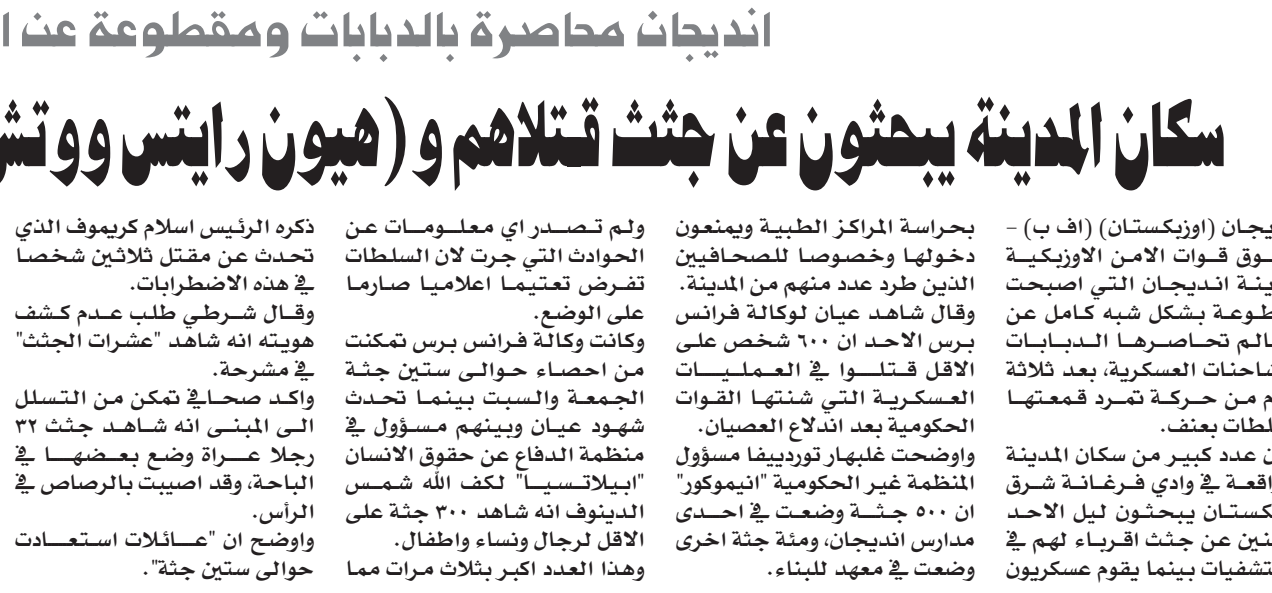 انديجان محاصرة بالدبابات ومقطوعة عن
سكان المدينة يبحثون عن جثث قتلاهم و (هيون رايتس ووتش
يجان (اوزبكستان) (اف ب) –
ـوق قوات الامن الاوزبكية
ينة انديجان التي اصبحت
طوعة بشكل شبه كامل عن
ـالم تحاصرها الدبابات
شاحنات العسكرية، بعد ثلاثة
م من حركة تمرد قمعتها
لطات بعنف.
ن عدد كبير من سكان المدينة
واقعة في وادي فرغانة شرق
كستان يبحثون ليل الاحد
نين عن جثث اقرباء لهم في
تشفيات بينما يقوم عسكريون
بحراسة المراكز الطبية ويمنعون
دخولها وخصوصا للصحافيين
الذين طرد عدد منهم من المدينة.
وقال شاهد عيان لوكالة فرانس
برس الاحد ان ٦٠٠ شخص على
الاقل قتلوا في العمليات
العسكرية التي شنتها القوات
الحكومية بعد اندلاع العصيان.
واوضحت غلبهار تورديبفا مسؤول
المنظمة غير الحكومية "انيموكور"
ان ٥٠٠ جثة وضعت في احدى
مدارس انديجان، ومئة جثة اخرى
وضعت في معهد للبناء.
ولم تصدر اي معلومات عن
الحوادث التي جرت لان السلطات
تفرض تعتيما اعلاميا صارما
على الوضع.
وكانت وكالة فرانس برس تمكنت
من احصاء حوالى ستين جثة
الجمعة والسبت بينما تحدث
شهود عيان وبينهم مسؤول في
منظمة الدفاع عن حقوق الانسان
"ابيلاتسيا" لكف الله شمس
الدينوف انه شاهد ٣٠٠ جثة على
الاقل لرجال ونساء واطفال.
وهذا العدد اكبر بثلاث مرات مما
ذكره الرئيس اسلام كريموف الذي
تحدث عن مقتل ثلاثين شخصا
في هذه الاضطرابات.
وقال شرطي طلب عدم كشف
هويته انه شاهد "عشرات الجثث"
في مشرحة.
واكد صحافي تمكن من التسلل
الى المبنى انه شاهد جثث ٣٢
رجلا عراة وضع بعضها في
الباحة، وقد اصيبت بالرصاص في
الرأس.
واوضح ان "عائلات استعادت
حوالى ستين جثة".